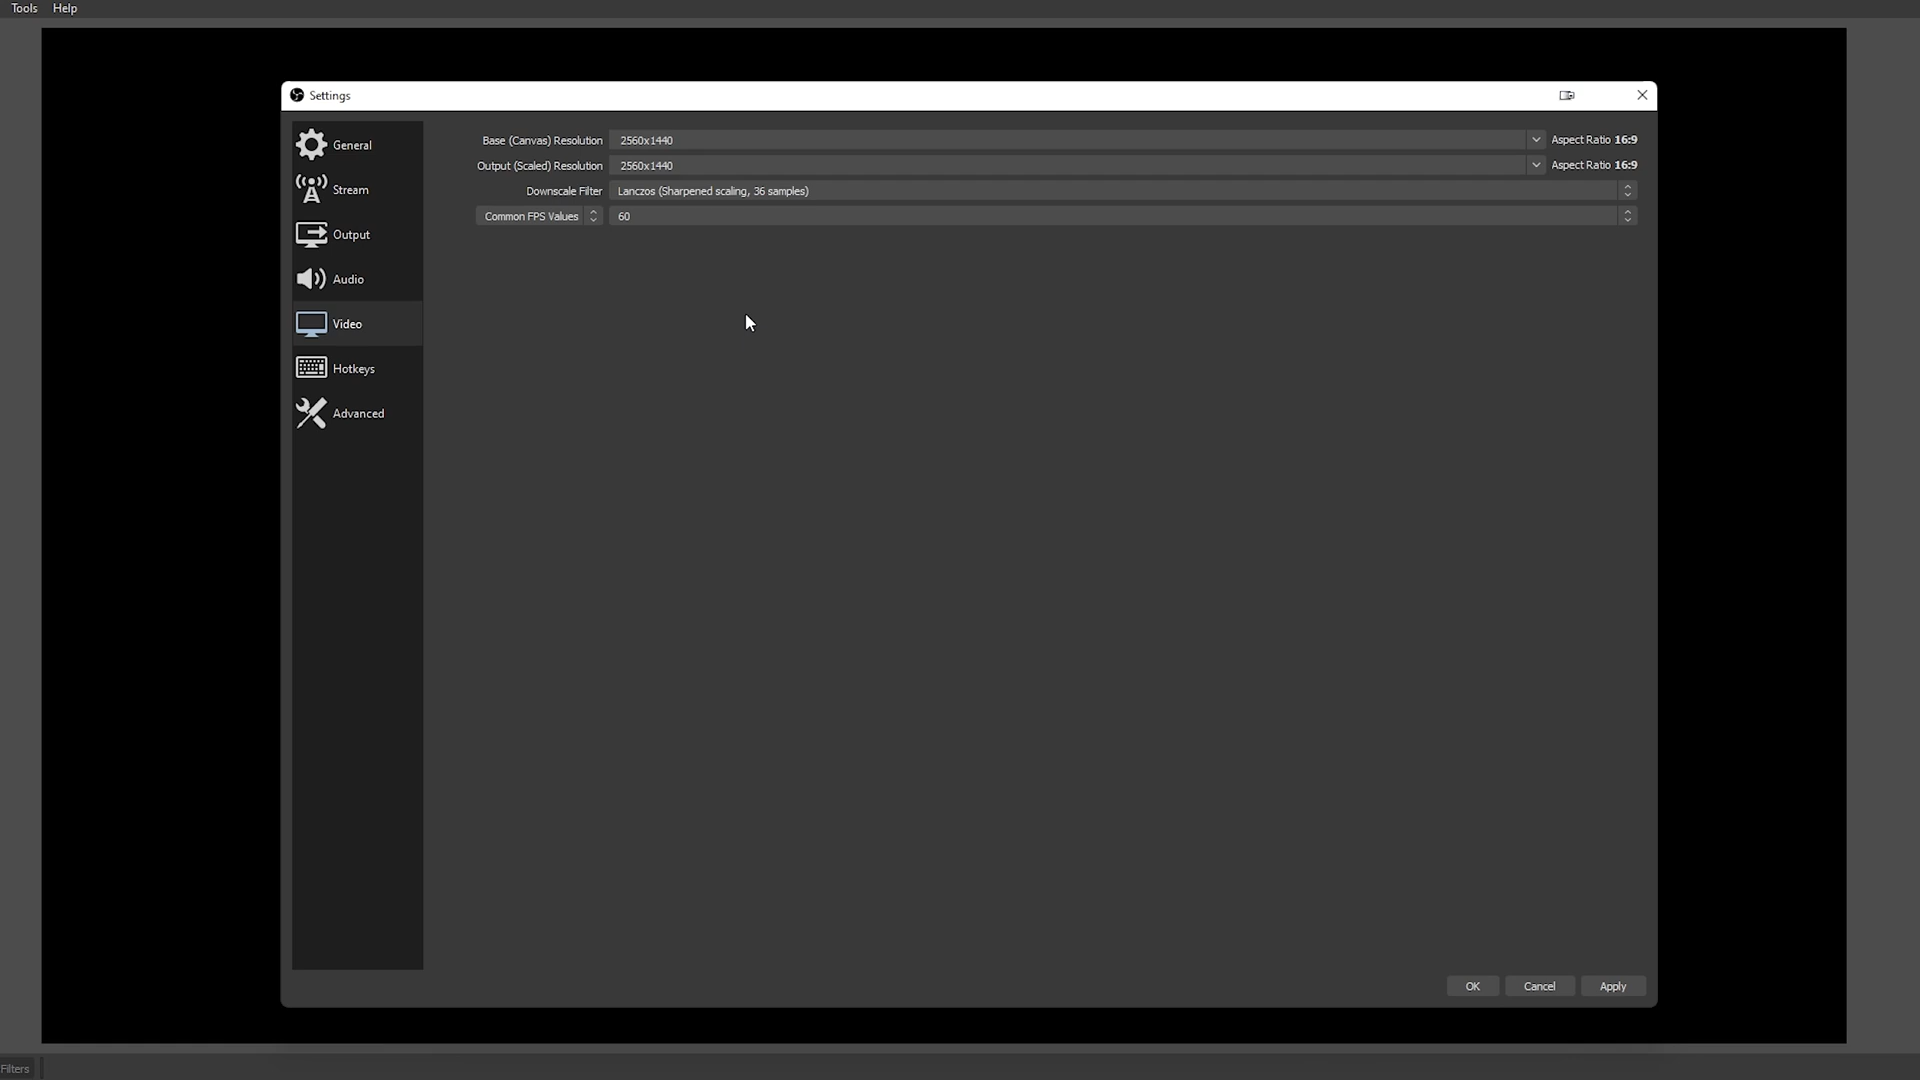 Tools Help
Settings
General
Stream
Output
Audio
Video
Hotkeys
Advanced
Base (Canvas) Resolution 2560x1440 Aspect Ratio 16:9
Output (Scaled) Resolution 2560x1440 Aspect Ratio 16:9
Downscale Filter Lanczos (Sharpened scaling, 36 samples)
Common FPS Values 60
OK Cancel Apply
Filters